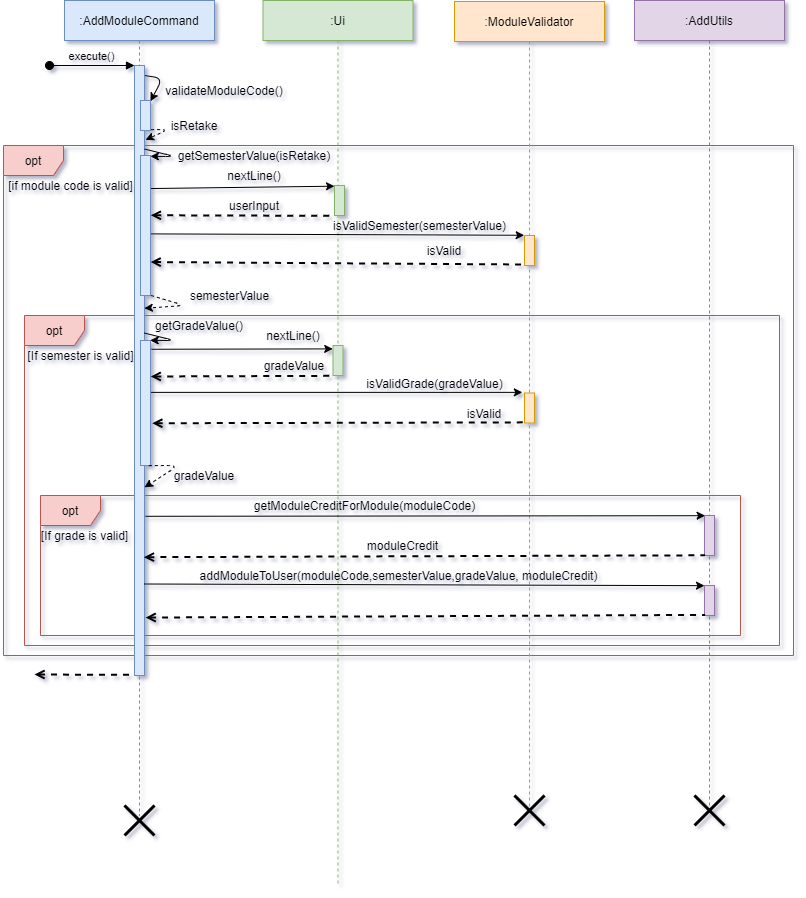 :AddModuleCommand
:Ui
:ModuleValidator
:AddUtils
execute()
validateModuleCode()
isRetake
opt
getSemesterValue(isRetake)
[if module code is valid]
nextLine()
userInput
isValidSemester(semesterValue)
isValid
semesterValue
opt
getGradeValue()
nextLine()
[If semester is valid]
gradeValue
isValidGrade(gradeValue)
isValid
gradeValue
opt
getModuleCreditForModule(moduleCode)
[If grade is valid]
moduleCredit
addModuleToUser(moduleCode,semesterValue,gradeValue, moduleCredit)